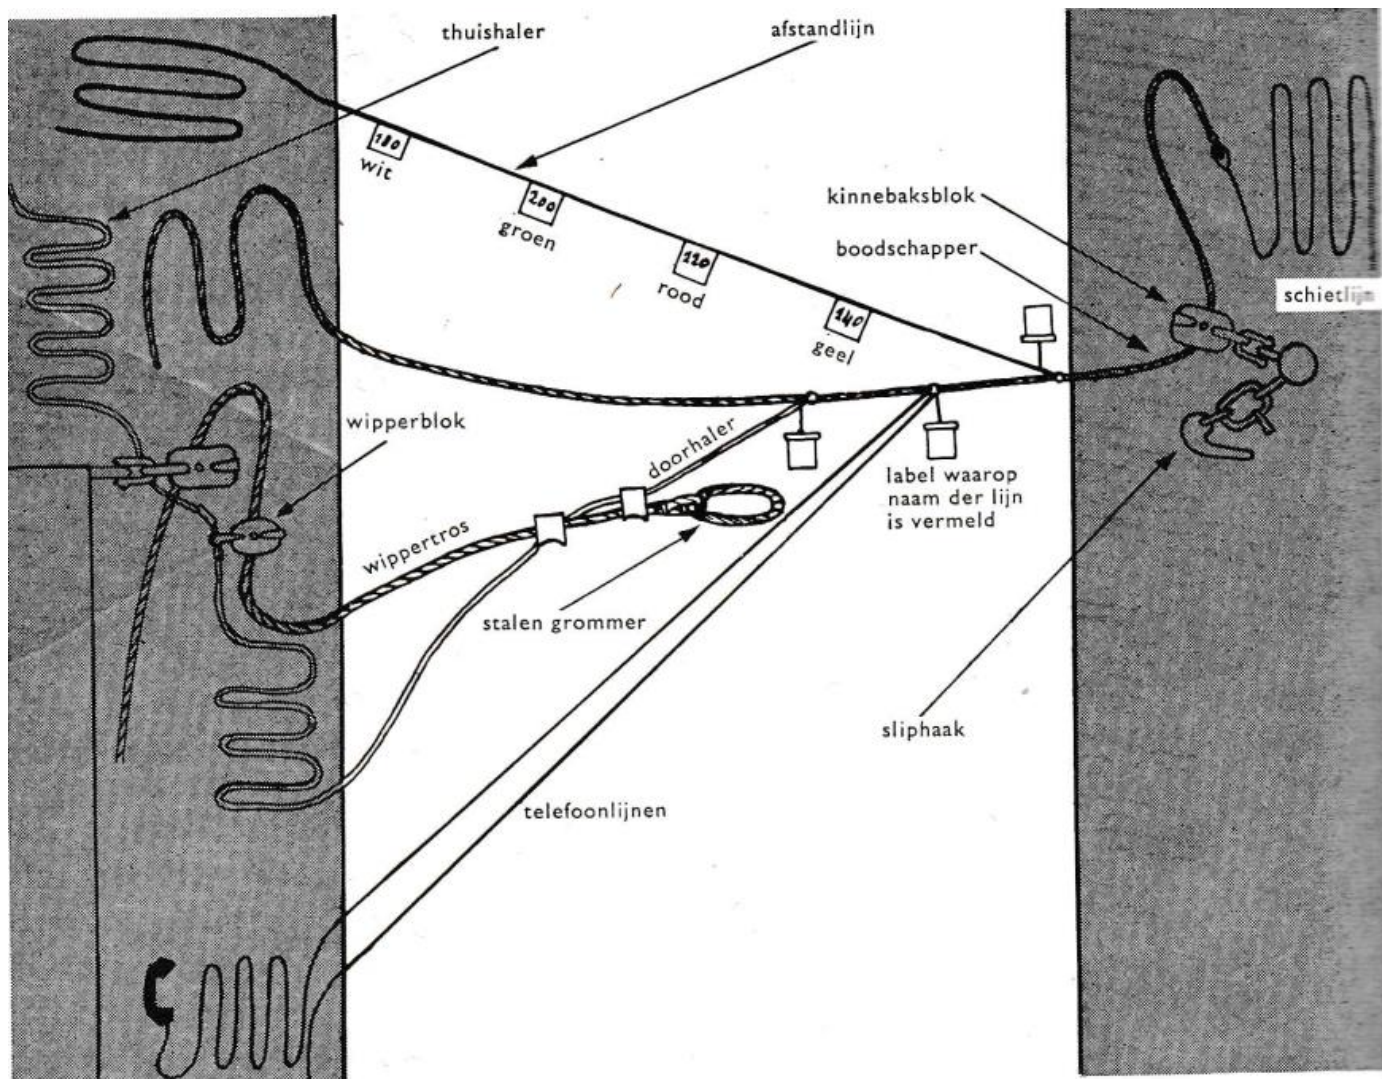 thuishaler
afstandlijn
180
wit
200
groen
120
rood
140
geel
kinnebaksblok
boodschapper
schietlijn
wipperblok
doorhaler
label waarop
naam der lijn
is vermeld
wippertros
stalen grommer
sliphaak
telefoonlijnen